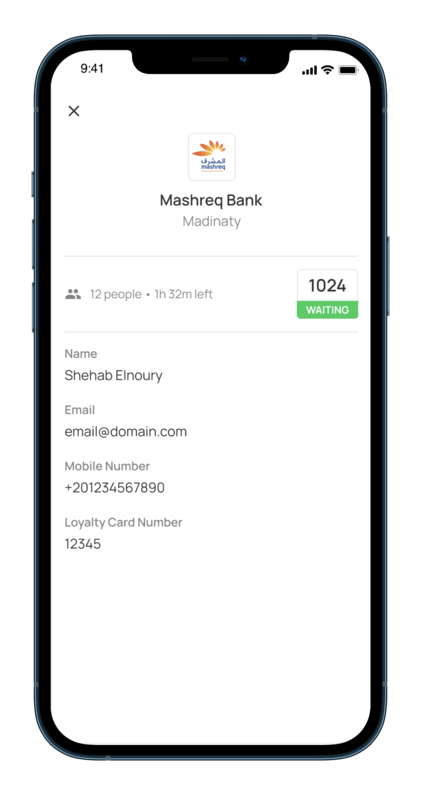 9:41
المشرق
mashreq
Mashreq Bank
Madinaty
12 people • 1h 32m left
1024
WAITING
Name
Shehab Elnoury
Email
email@domain.com
Mobile Number
+201234567890
Loyalty Card Number
12345